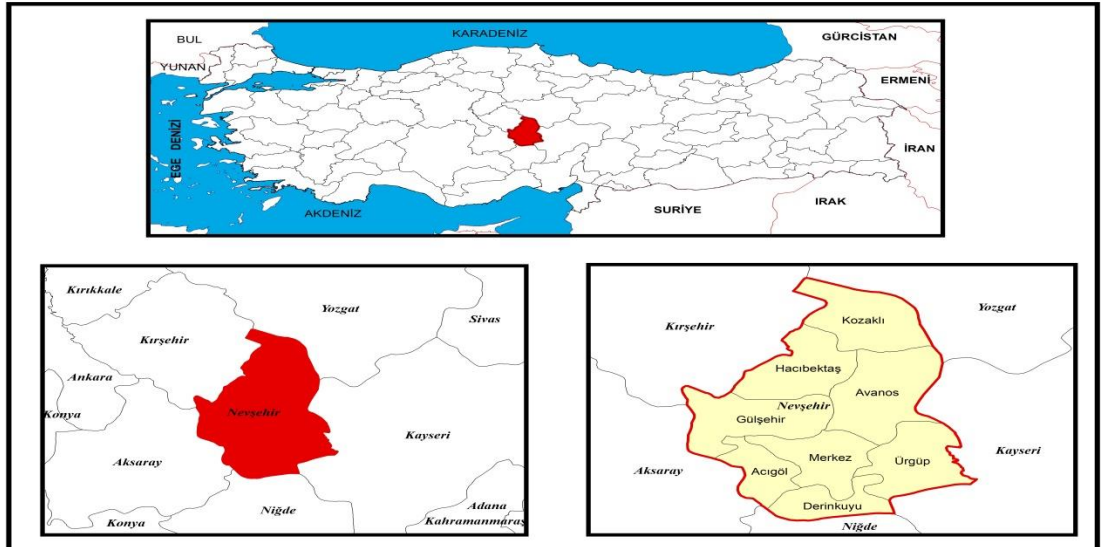 KARADENİZ
BUL
GÜRCİSTAN
YUNAN
ERMENİ
EGE DENİZİ
İRAN
AKDENİZ
SURİYE
IRAK
Kırıkkale
Yozgat
Sivas
Kırşehir
Ankara
Konya
Nevşehir
Kayseri
Aksaray
Niğde
Adana
Konya
Kahramanmaraş
Kozaklı
Yozgat
Kırşehir
Hacıbektaş
Avanos
Nevşehir
Gülşehir
Merkez
Ürgüp
Kayseri
Aksaray
Acıgöl
Derinkuyu
Niğde